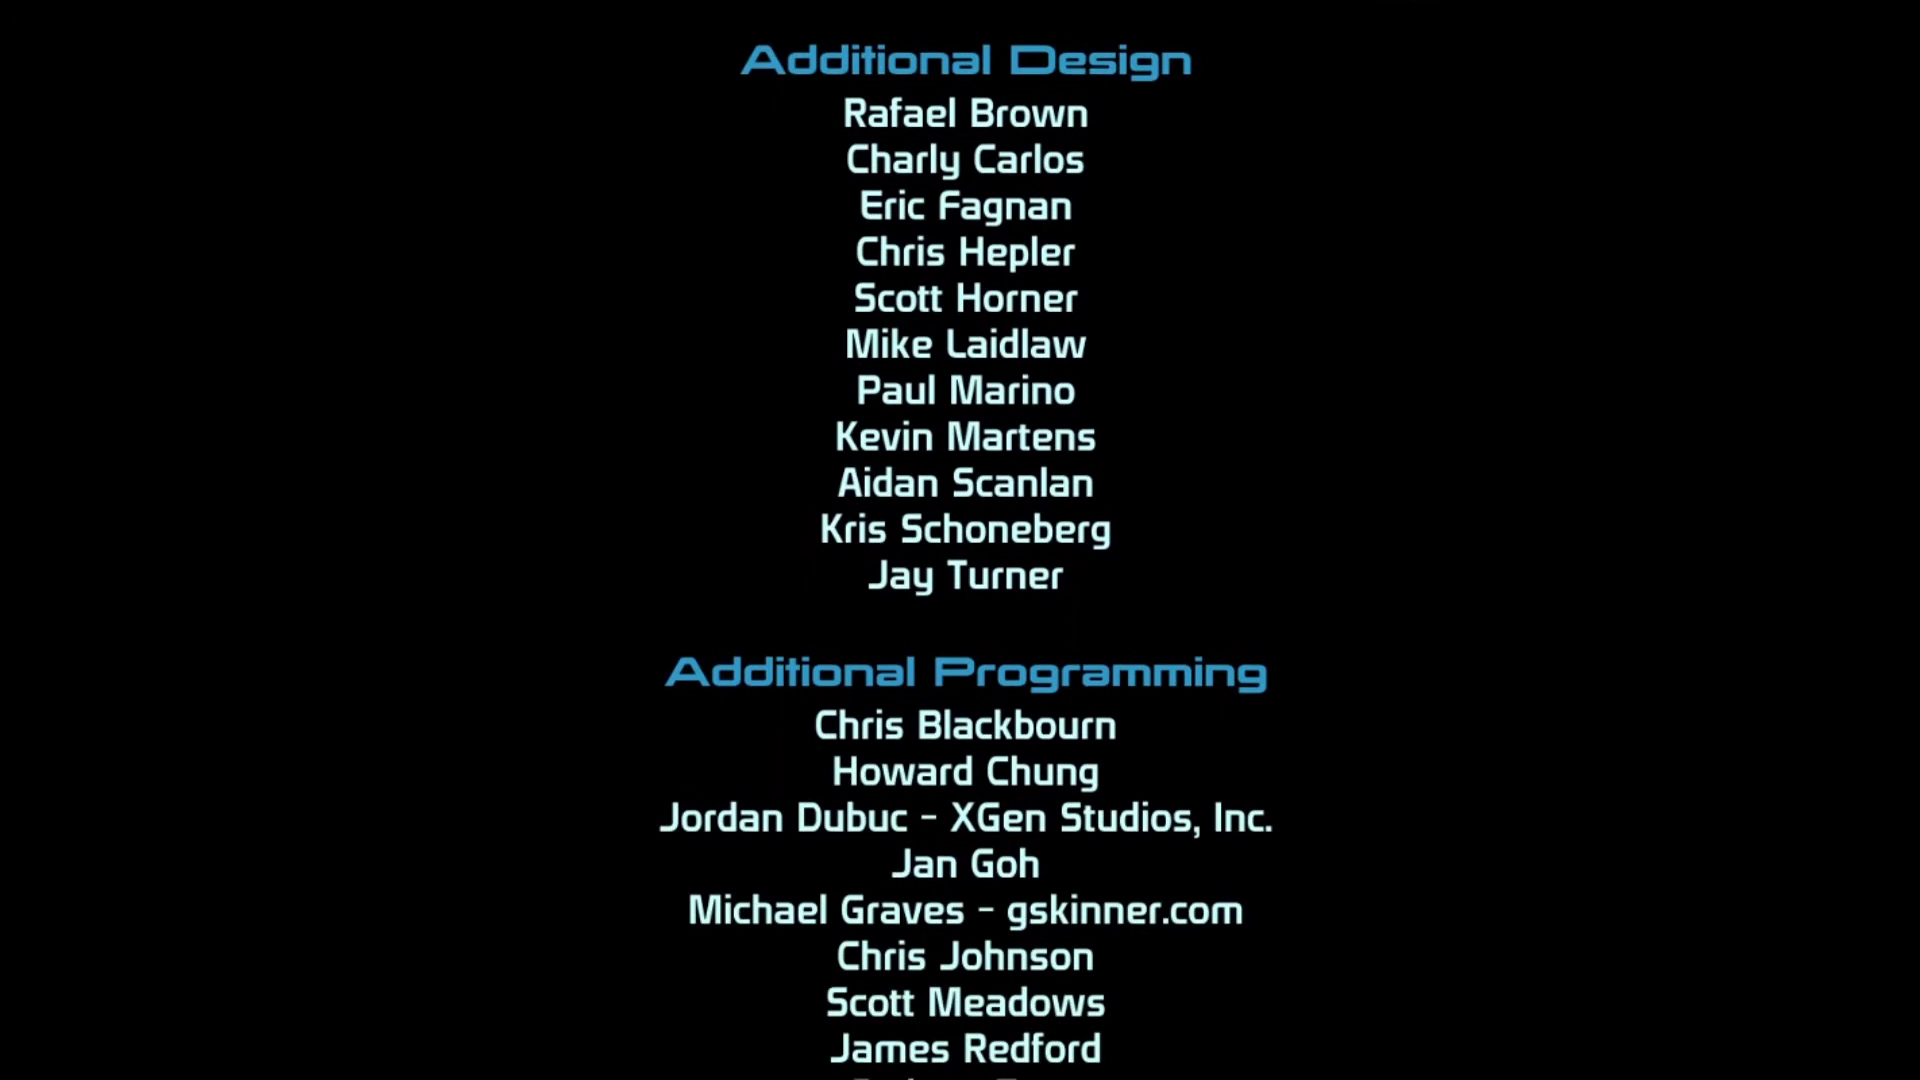 Additional Design
Rafael Brown
Charly Carlos
Eric Fagnan
Chris Hepler
Scott Horner
Mike Laidlaw
Paul Marino
Kevin Martens
Aidan Scanlan
Kris Schoneberg
Jay Turner
Additional Programming
Chris Blackbourn
Howard Chung
Jordan Dubuc - XGen Studios, Inc.
Jan Goh
Michael Graves - gskinner.com
Chris Johnson
Scott Meadows
James Redford